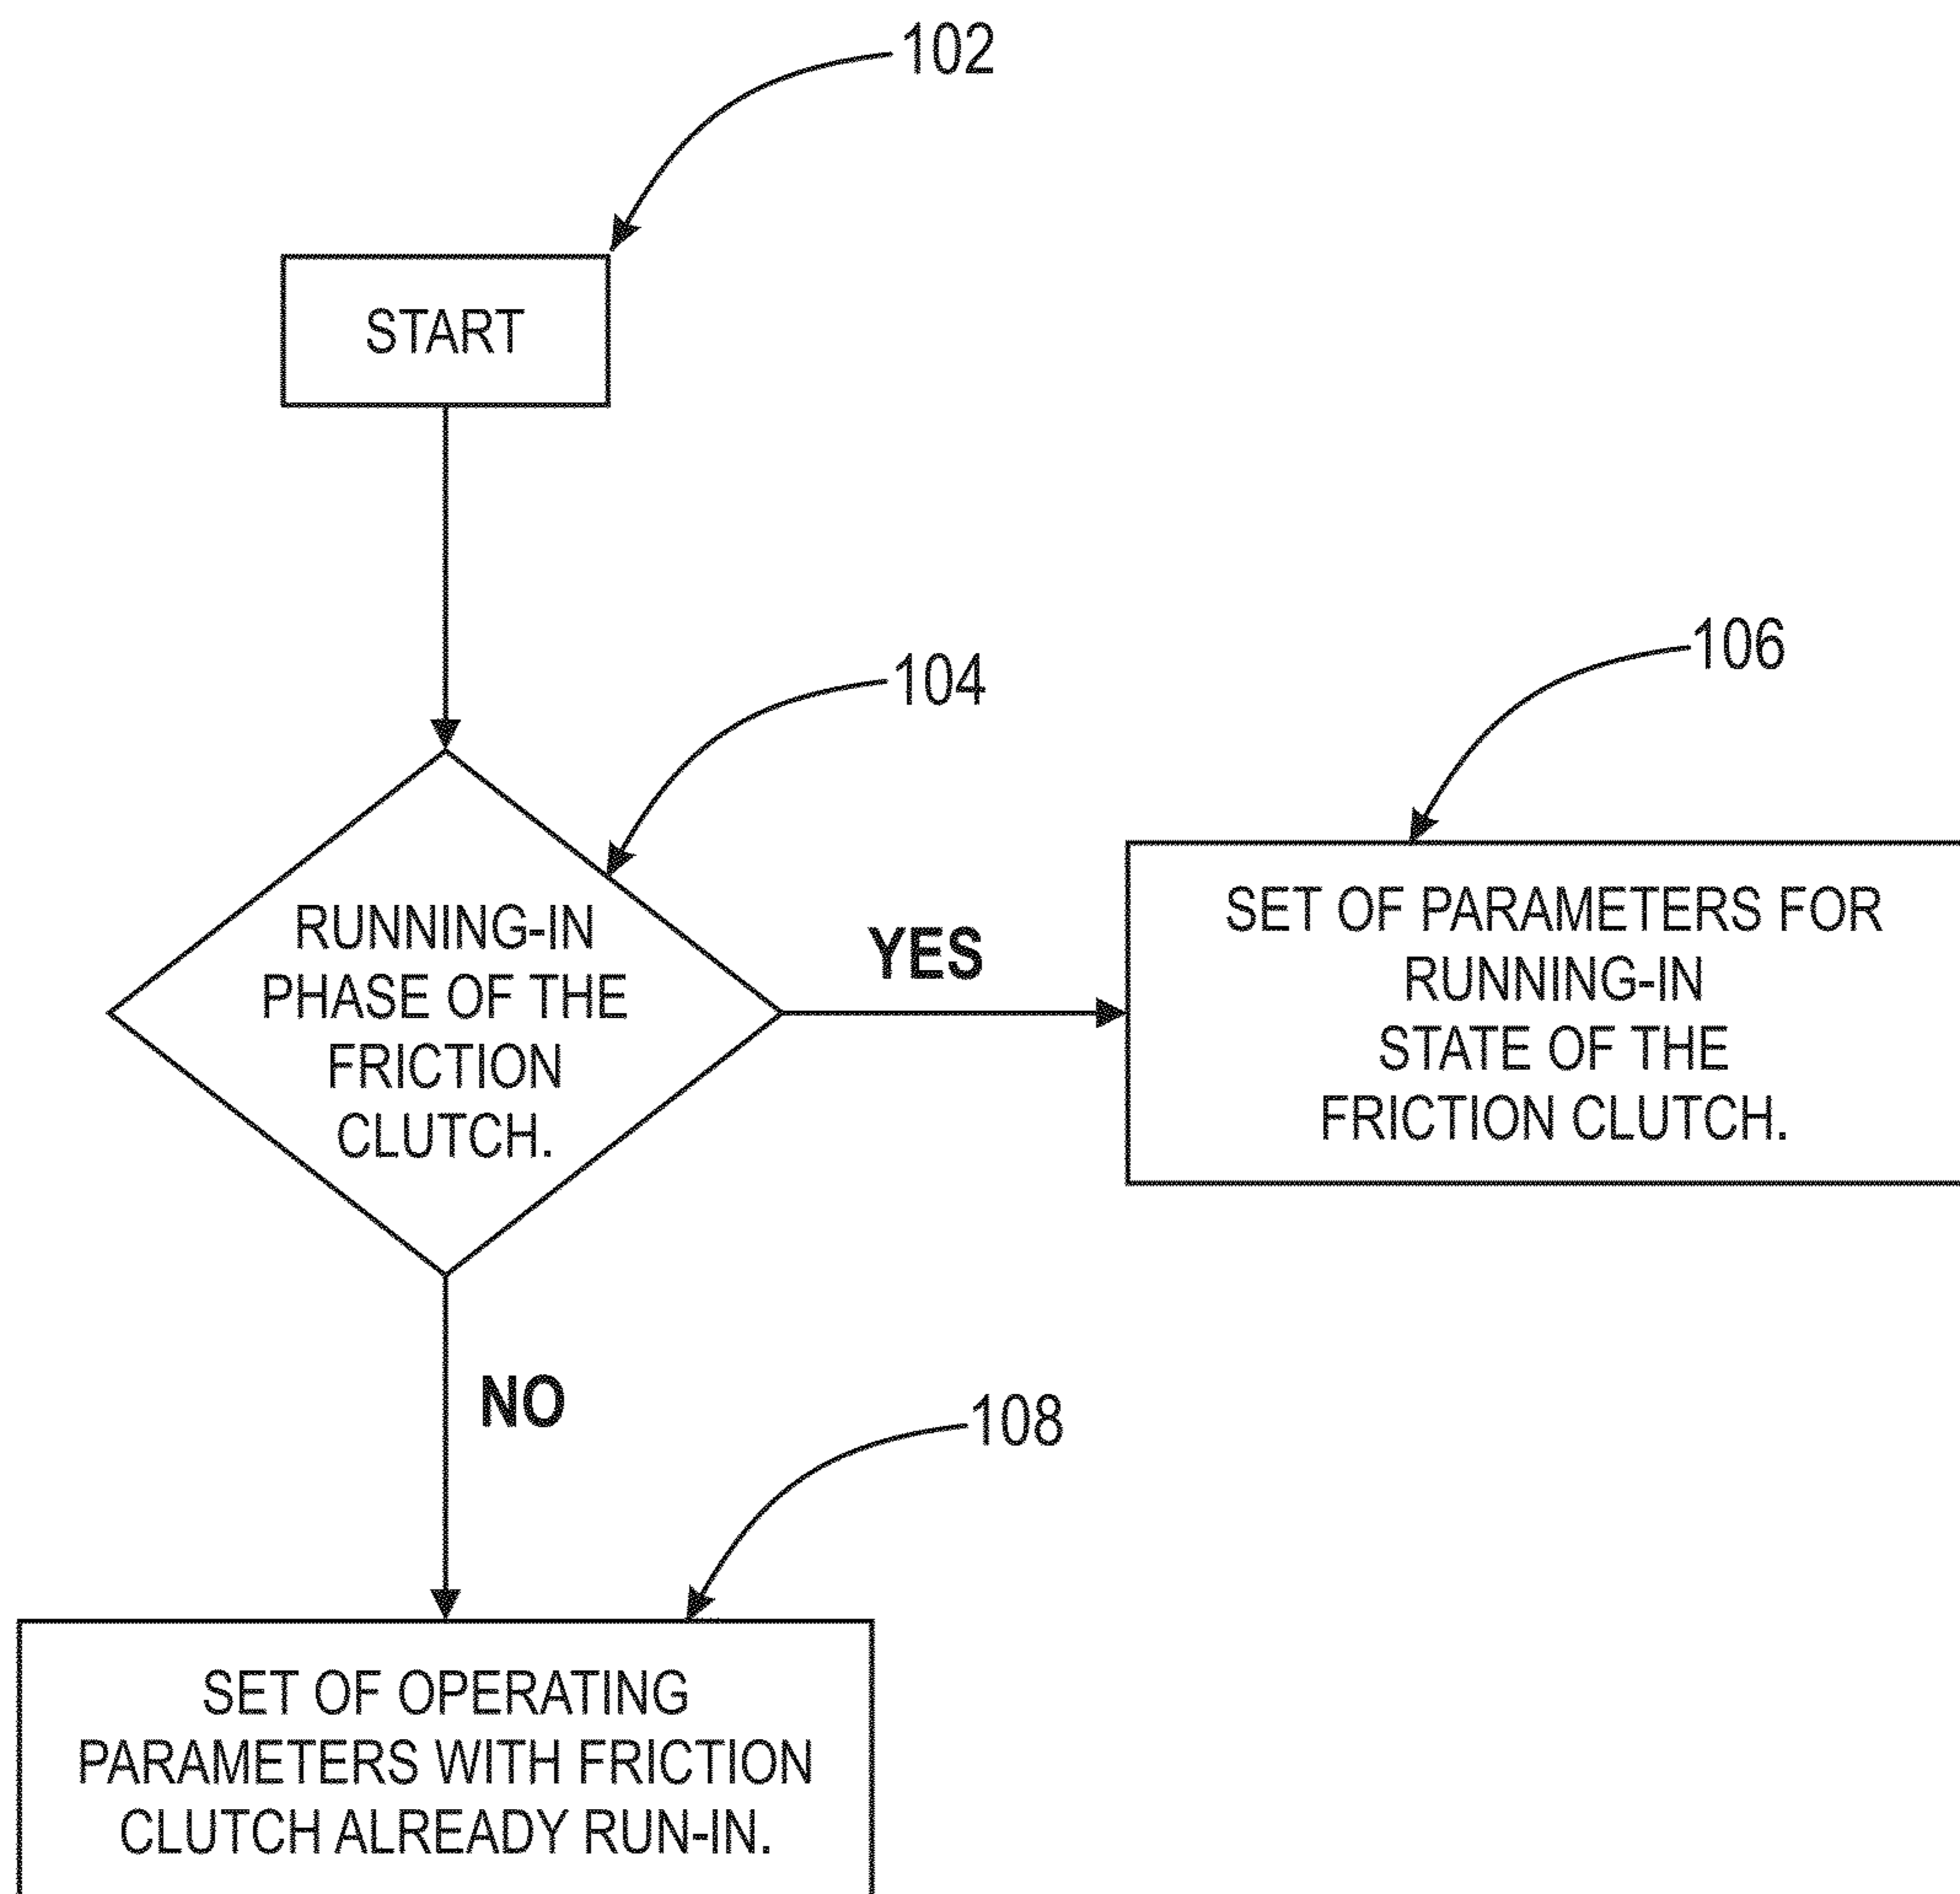 102
START
104
106
RUNNING-IN
PHASE OF THE
FRICTION
CLUTCH.
YES
SET OF PARAMETERS FOR
RUNNING-IN
STATE OF THE
FRICTION CLUTCH.
NO
108
SET OF OPERATING
PARAMETERS WITH FRICTION
CLUTCH ALREADY RUN-IN.